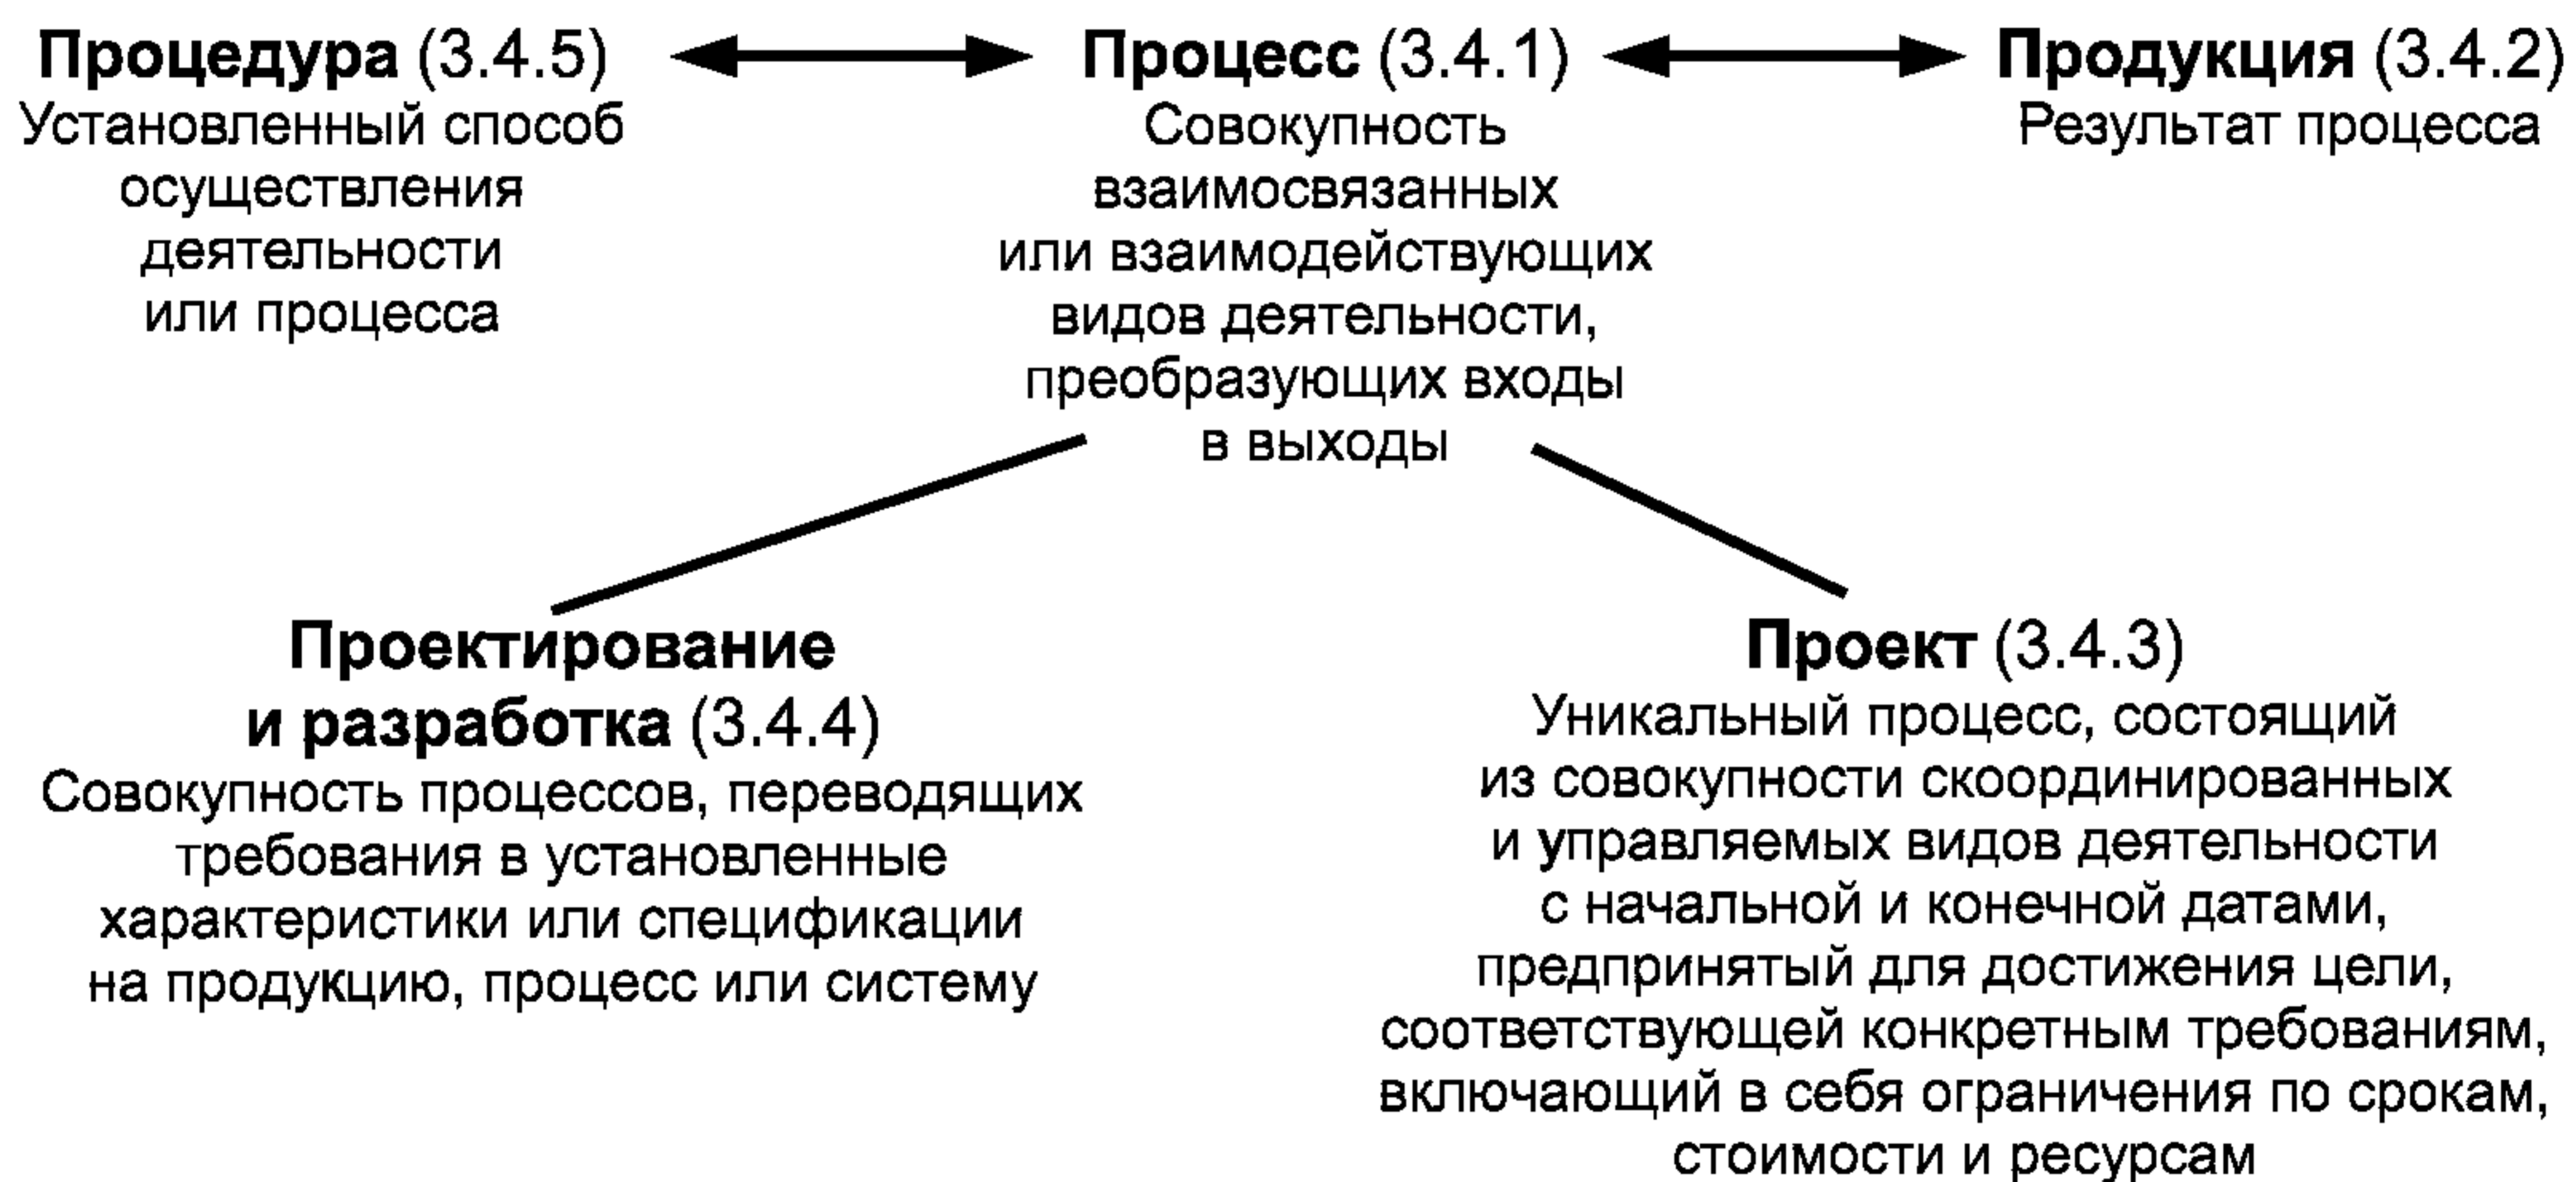 Процедура (3.4.5)
Установленный способ
осуществления
деятельности
или процесса
Процесс (3.4.1)
Совокупность
взаимосвязанных
или взаимодействующих
видов деятельности,
преобразующих входы
в выходы
Продукция (3.4.2)
Результат процесса
Проектирование
и разработка (3.4.4)
Совокупность процессов, переводящих
требования в установленные
характеристики или спецификации
на продукцию, процесс или систему
Проект (3.4.3)
Уникальный процесс, состоящий
из совокупности скоординированных
и управляемых видов деятельности
с начальной и конечной датами,
предпринятый для достижения цели,
соответствующей конкретным требованиям,
включающий в себя ограничения по срокам,
стоимости и ресурсам